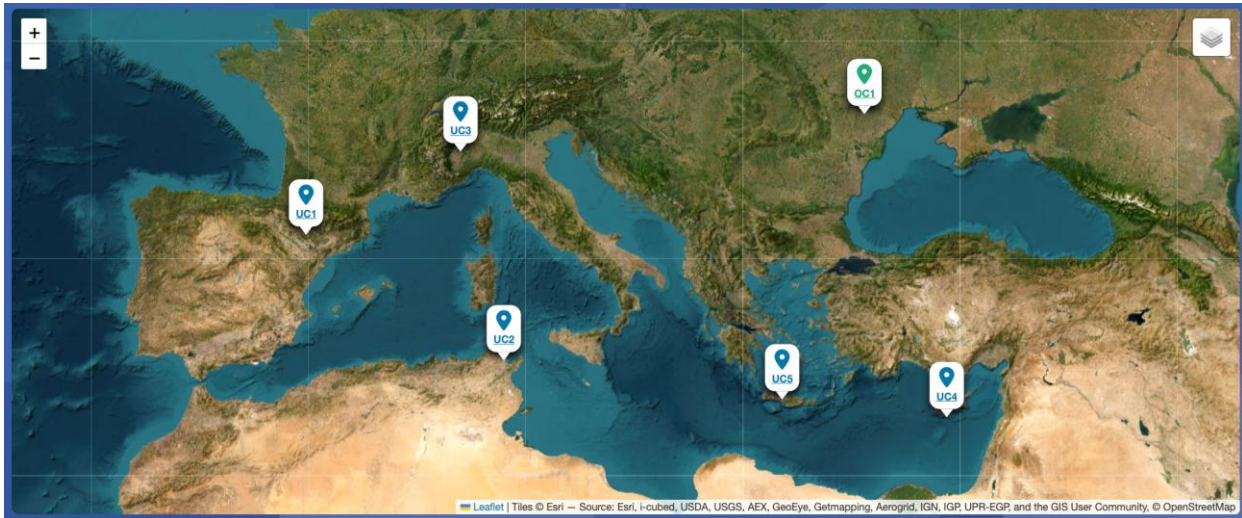 +
−
OC1
UC3
UC1
UC2
UC5
UC4
Leaflet | Tiles © Esri — Source: Esri, i-cubed, USDA, USGS, AEX, GeoEye, Getmapping, Aerogrid, IGN, IGP, UPR-EGP, and the GIS User Community, © OpenStreetMap